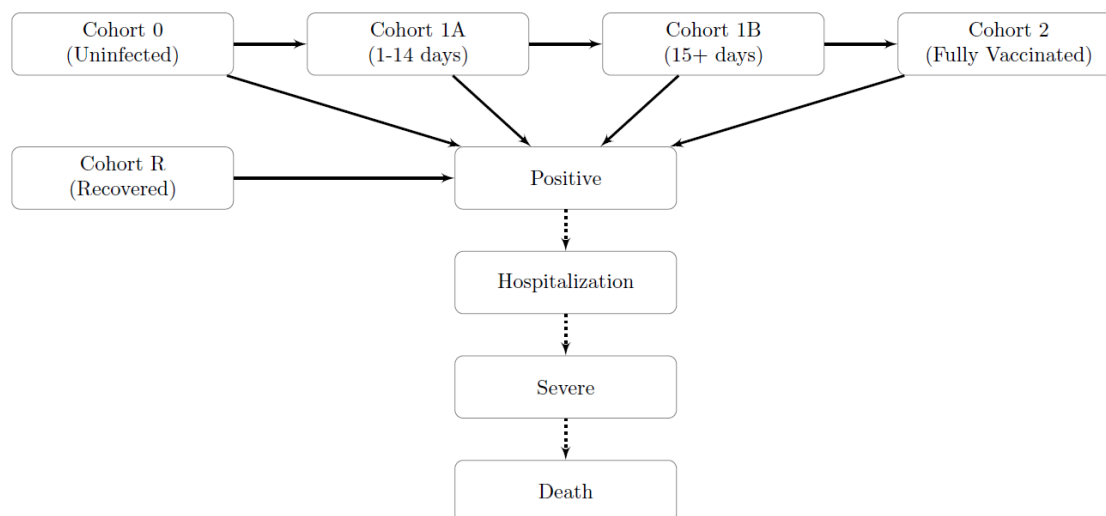 Cohort 0
(Uninfected)
Cohort 1A
(1-14 days)
Cohort 1B
(15+ days)
Cohort 2
(Fully Vaccinated)
Cohort R
(Recovered)
Positive
Hospitalization
Severe
Death